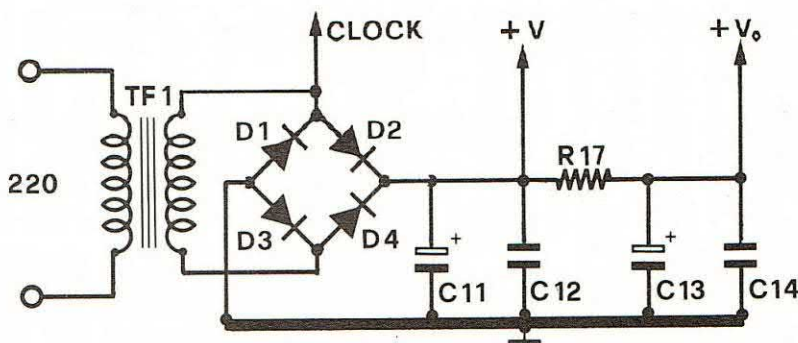 CLOCK
+V
+V₀
TF1
D1
D2
R17
220
D3
D4
+
+
C11
C12
C13
C14